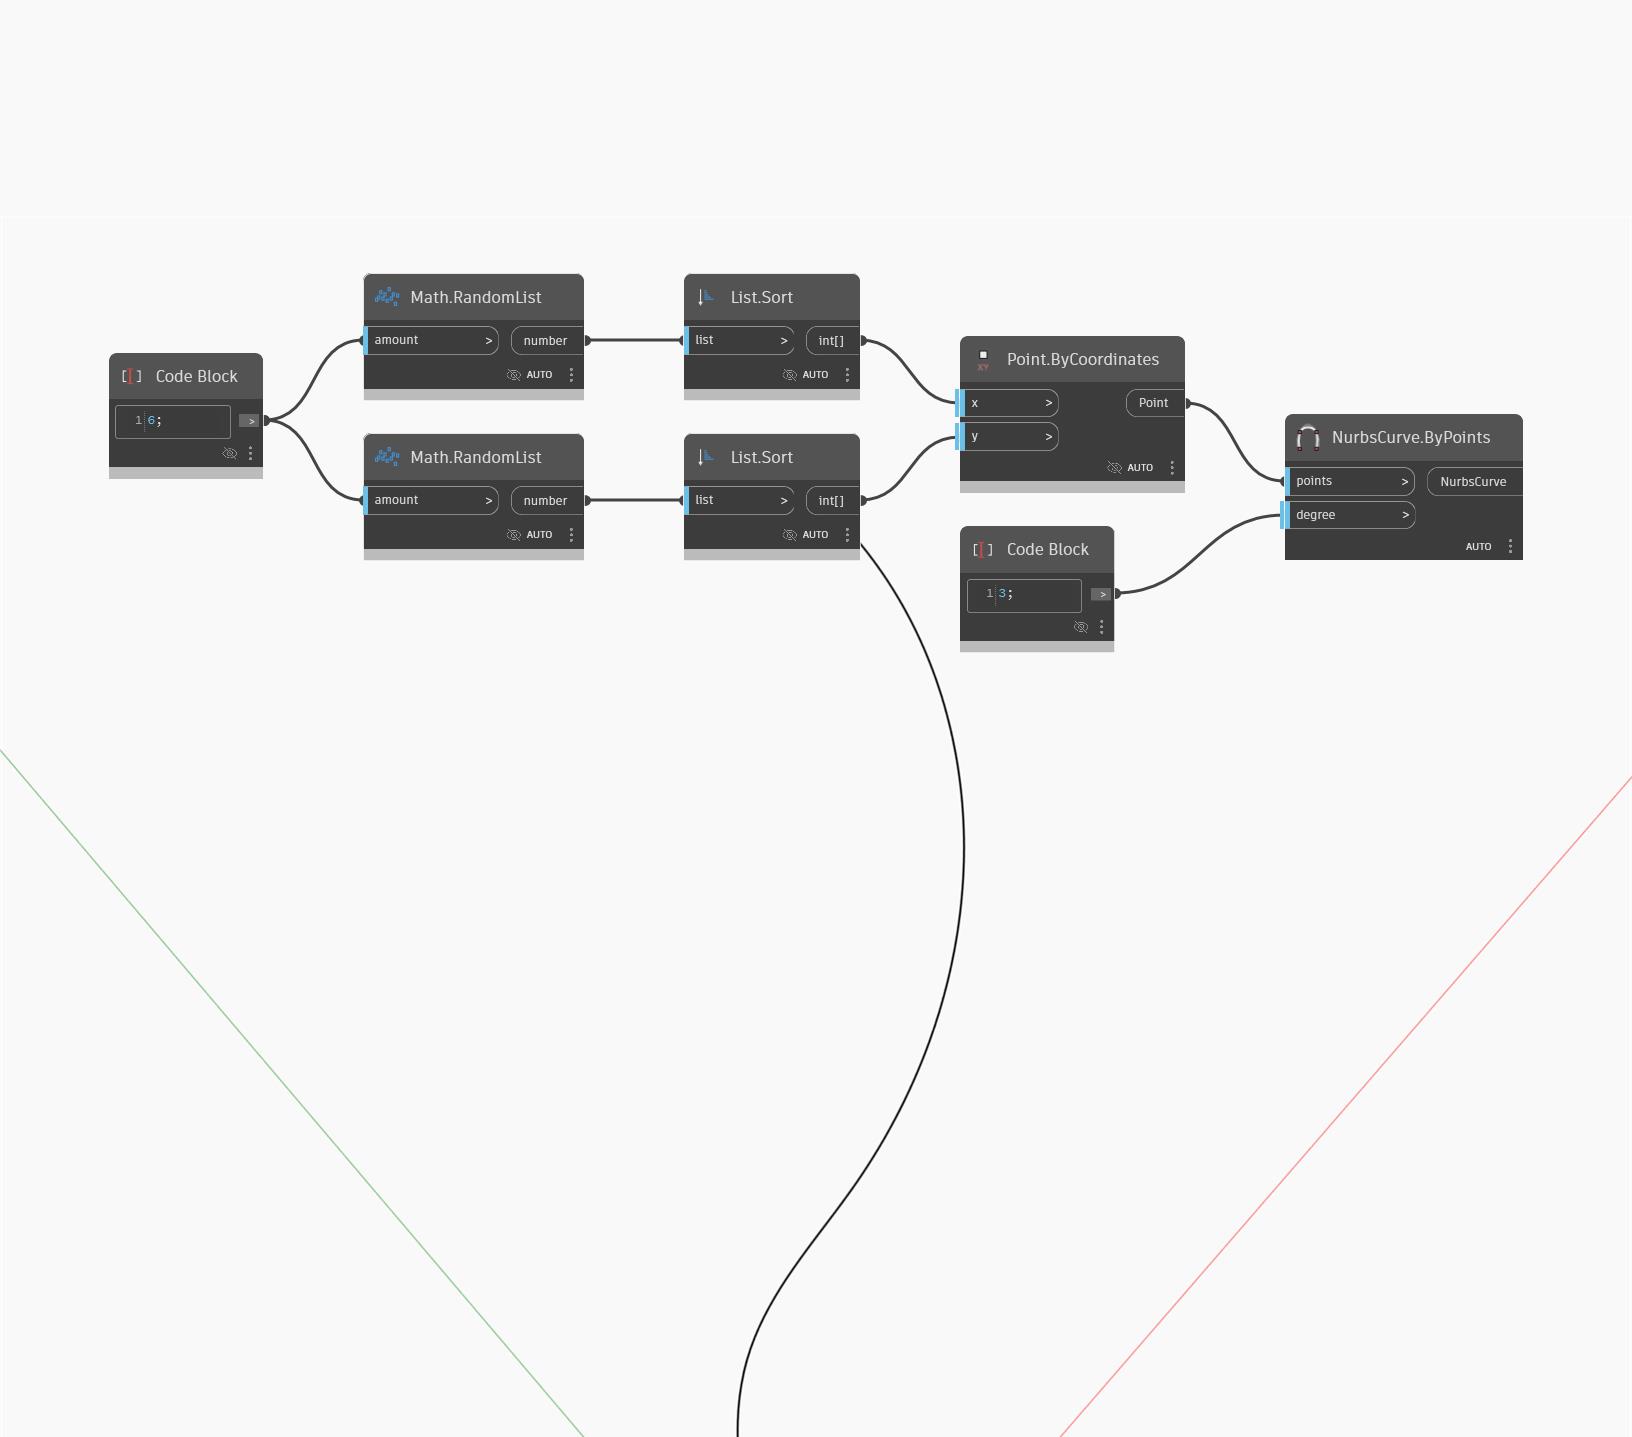 Code Block
1 6;
>
Math.RandomList
amount > number
AUTO
Math.RandomList
amount > number
AUTO
List.Sort
list > int[]
AUTO
List.Sort
list > int[]
AUTO
XY Point.ByCoordinates
x > Point
y >
AUTO
Code Block
1 3;
>
NurbsCurve.ByPoints
points > NurbsCurve
degree >
AUTO